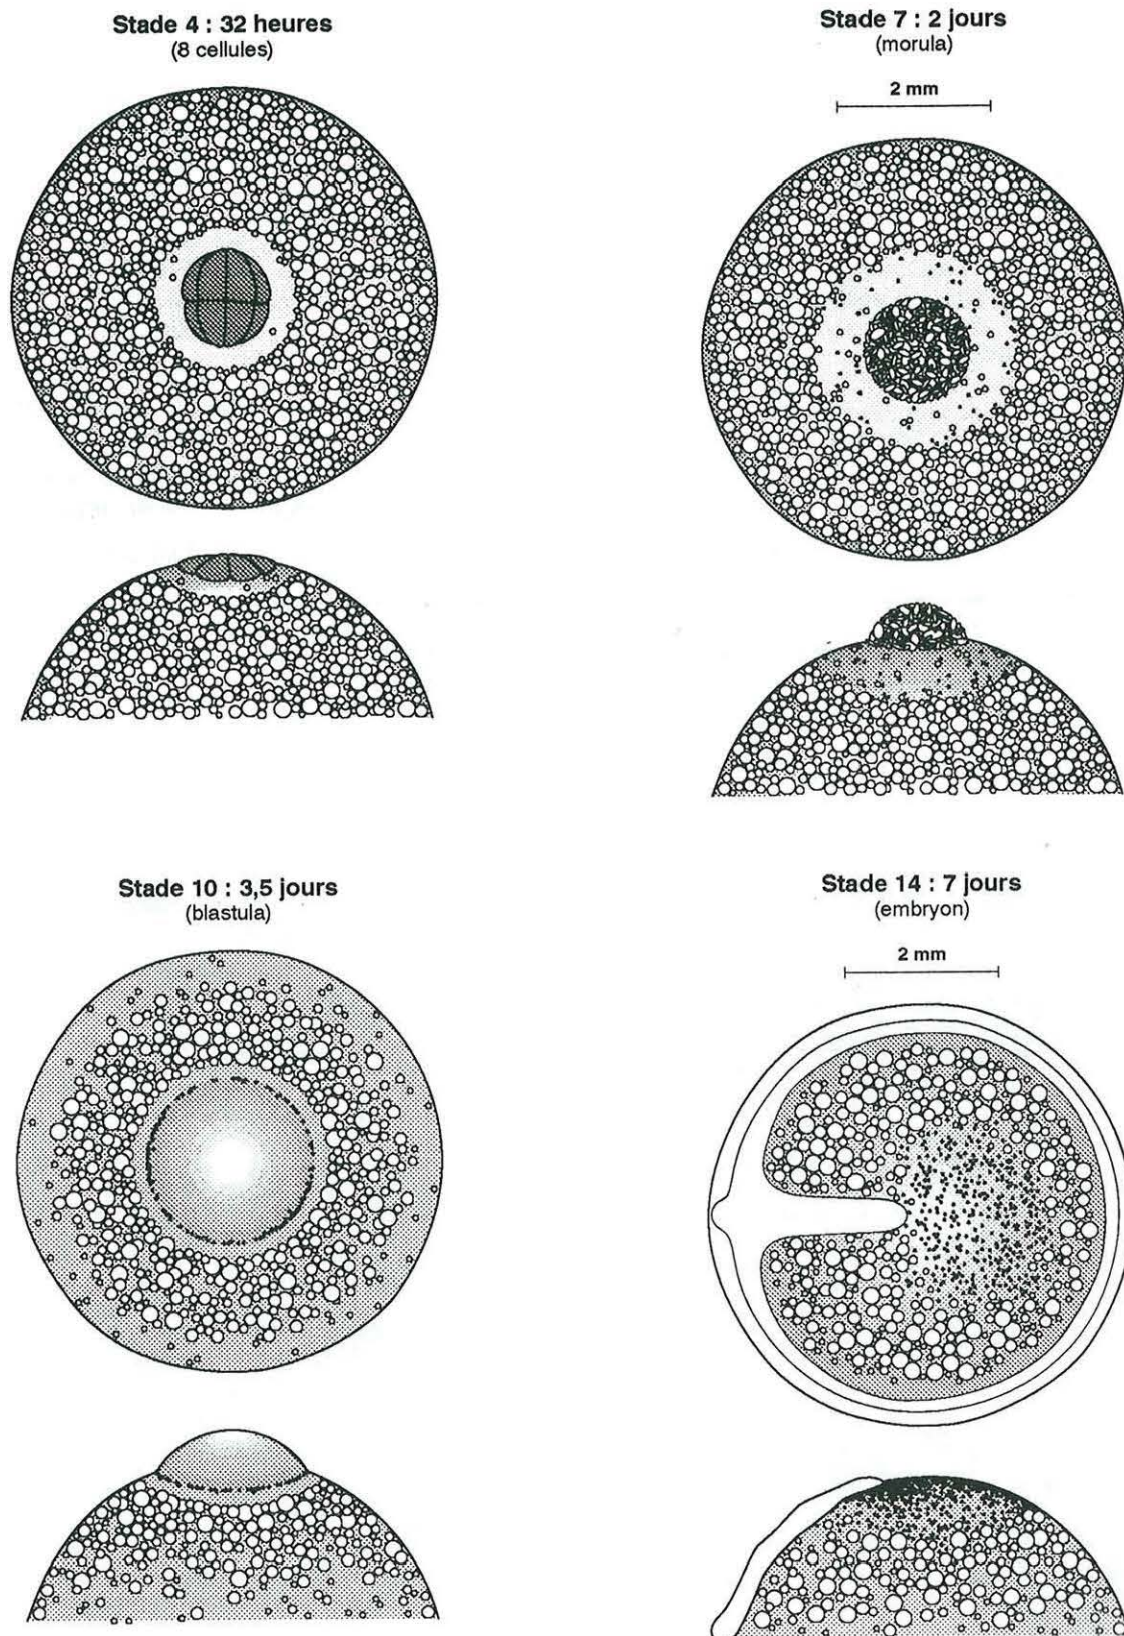 Stade 4 : 32 heures
(8 cellules)
Stade 7 : 2 jours
(morula)
2 mm
Stade 10 : 3,5 jours
(blastula)
Stade 14 : 7 jours
(embryon)
2 mm